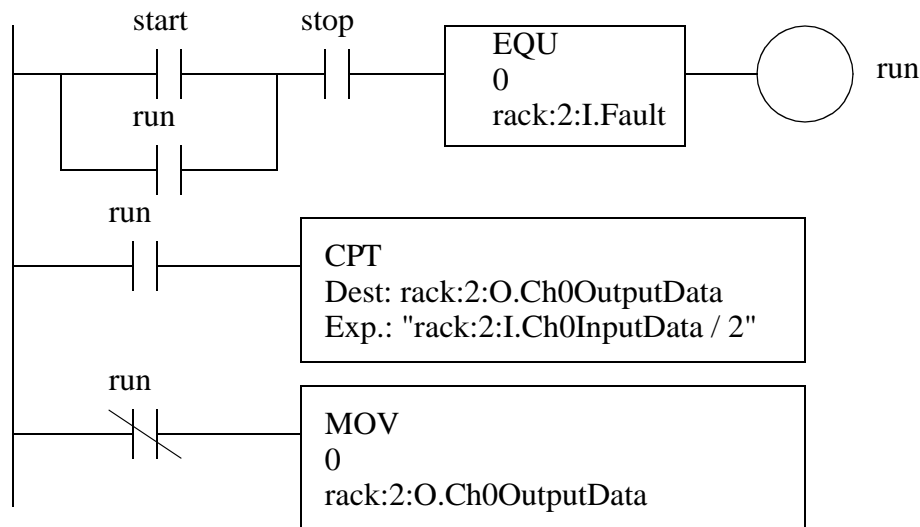 start
stop
EQU
0
rack:2:I.Fault
run
run
run
CPT
Dest: rack:2:O.Ch0OutputData
Exp.: "rack:2:I.Ch0InputData / 2"
run
MOV
0
rack:2:O.Ch0OutputData